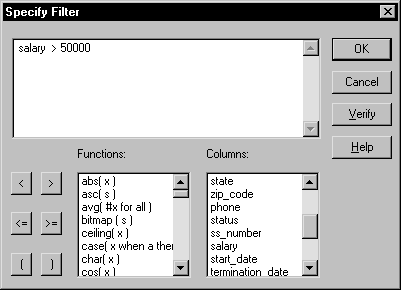 Specify Filter
salary > 50000
OK
Cancel
Verify
Help
Functions:
Columns:
< >
<= >=
( )
abs( x )
asc( s )
avg( #x for all )
bitmap ( s )
ceiling( x )
case( x when a then
char( x )
cos( x )
state
zip_code
phone
status
ss_number
salary
start_date
termination_date